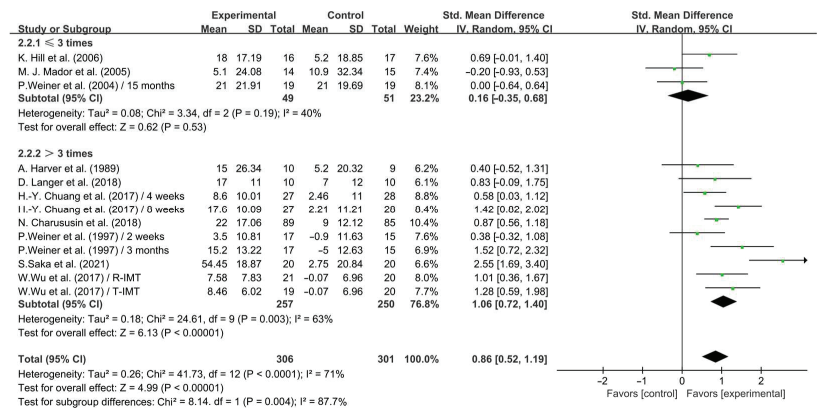 Experimental Control Std. Mean Difference Std. Mean Difference
Study or Subgroup Mean SD Total Mean SD Total Weight IV. Random. 95% CI IV. Random. 95% CI
2.2.1 ≤ 3 times
K. Hill et al. (2006) 18 17.19 16 5.2 18.85 17 7.6% 0.69 [-0.01, 1.40]
M. J. Mador et al. (2005) 5.1 24.08 14 10.9 32.34 15 7.4% -0.20 [-0.93, 0.53]
P.Weiner et al. (2004) / 15 months 21 21.91 19 21 19.69 19 8.1% 0.00 [-0.64, 0.64]
Subtotal (95% CI) 49 51 23.2% 0.16 [-0.35, 0.68]
Heterogeneity: Tau² = 0.08; Chi² = 3.34, df = 2 (P = 0.19); I² = 40%
Test for overall effect: Z = 0.62 (P = 0.53)
2.2.2 > 3 times
A. Harver et al. (1989) 15 26.34 10 5.2 20.32 9 6.2% 0.40 [-0.52, 1.31]
D. Langer et al. (2018) 17 11 10 7 12 10 6.1% 0.83 [-0.09, 1.75]
H.-Y. Chuang et al. (2017) / 4 weeks 8.6 10.01 27 2.46 11 28 8.8% 0.58 [0.03, 1.12]
H.-Y. Chuang et al. (2017) / 8 weeks 17.6 10.09 27 2.21 11.21 28 8.4% 1.42 [0.82, 2.02]
N. Charususin et al. (2018) 22 17.06 89 9 12.12 85 10.4% 0.87 [0.56, 1.18]
P.Weiner et al. (1997) / 2 weeks 3.5 10.81 17 -0.9 11.63 15 7.6% 0.38 [-0.32, 1.08]
P.Weiner et al. (1997) / 3 months 15.2 13.22 17 -5 12.63 15 6.9% 1.52 [0.72, 2.32]
S.Saka et al. (2021) 54.45 18.87 20 2.75 20.84 20 6.6% 2.55 [1.69, 3.40]
W.Wu et al. (2017) / R-IMT 7.58 7.83 21 -0.07 6.96 20 8.0% 1.01 [0.36, 1.67]
W.Wu et al. (2017) / T-IMT 8.46 6.02 19 -0.07 6.96 20 7.7% 1.28 [0.59, 1.98]
Subtotal (95% CI) 257 250 76.8% 1.06 [0.72, 1.40]
Heterogeneity: Tau² = 0.18; Chi² = 24.61, df = 9 (P = 0.003); I² = 63%
Test for overall effect: Z = 6.13 (P < 0.00001)
Total (95% CI) 306 301 100.0% 0.86 [0.52, 1.19]
Heterogeneity: Tau² = 0.26; Chi² = 41.73, df = 12 (P < 0.0001); I² = 71%
Test for overall effect: Z = 4.99 (P < 0.00001)
Test for subgroup differences: Chi² = 8.14. df = 1 (P = 0.004); I² = 87.7%
-2 -1 0 1 2
Favors [control] Favors [experimental]